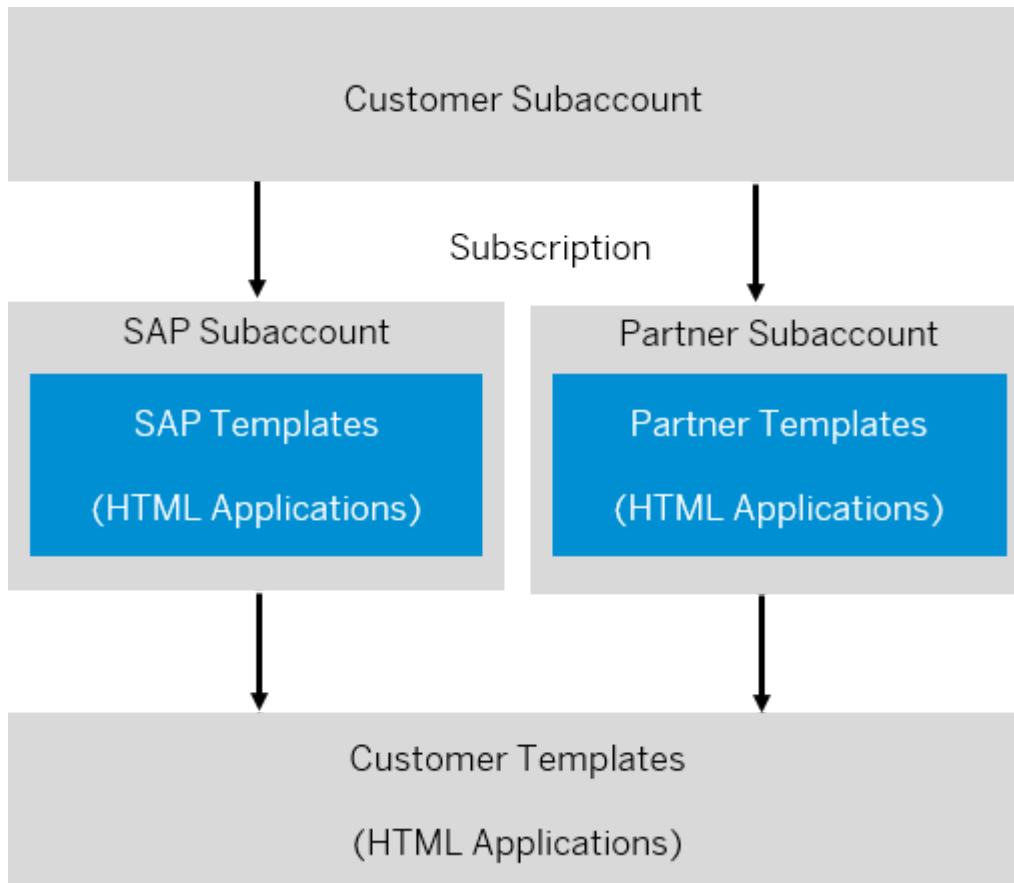 Customer Subaccount
Subscription
SAP Subaccount
SAP Templates
(HTML Applications)
Partner Subaccount
Partner Templates
(HTML Applications)
Customer Templates
(HTML Applications)